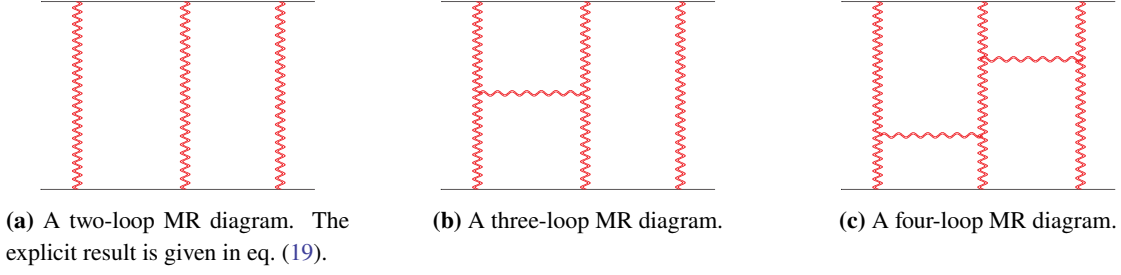 (a) A two-loop MR diagram. The
explicit result is given in eq. (19).
(b) A three-loop MR diagram.
(c) A four-loop MR diagram.